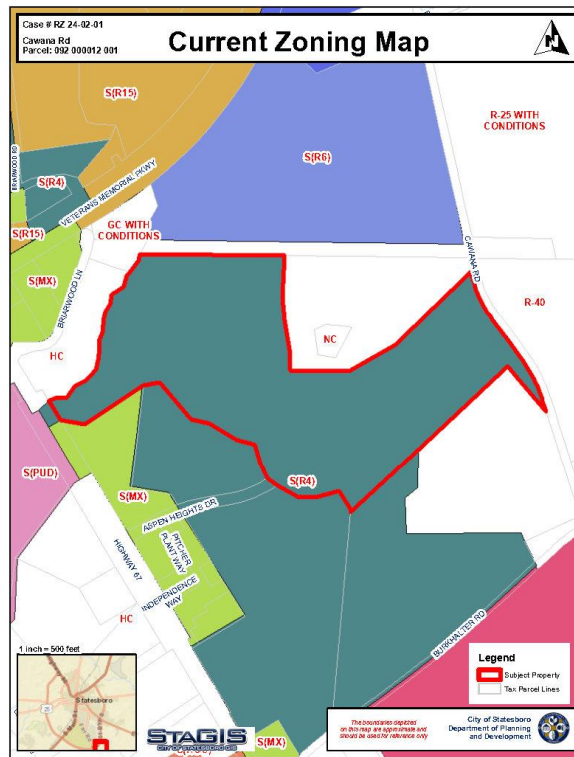 Case # RZ 24-02-01
Cawana Rd
Parcel: 092 000012 001
Current Zoning Map
N
S(R15)
R-25 WITH
CONDITIONS
S(R6)
BRIARWOOD RD
S(R4)
VETERANS MEMORIAL PKWY
S(R15)
GC WITH
CONDITIONS
CAWANA RD
S(MX)
BRIARWOOD LN
R-40
NC
HC
S(PUD)
S(R4)
S(MX)
ASPEN HEIGHTS DR
PITCHER
PLANT WAY
HIGHWAY 67
INDEPENDENCE
WAY
HC
BURKHALTER RD
1 inch = 500 feet
Statesboro
Legend
Subject Property
Tax Parcel Lines
S(MX)
STAGIS
CITY OF STATESBORO GIS
The boundaries depicted
on this map are approximate and
should be used for reference only
City of Statesboro
Department of Planning
and Development